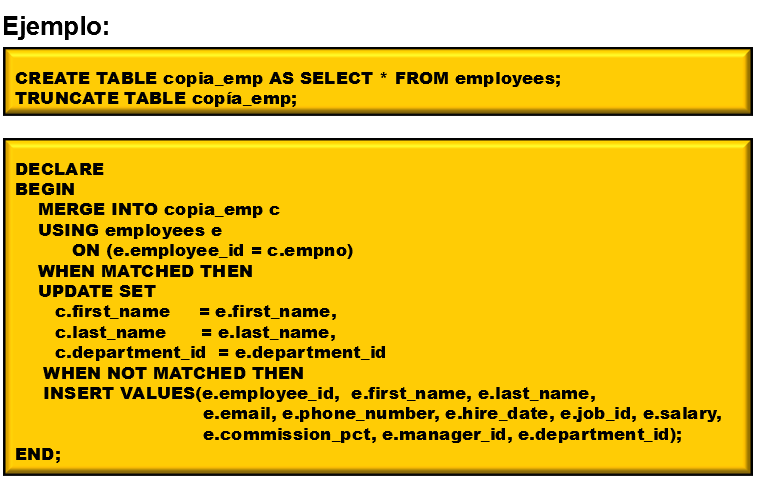 Ejemplo:
CREATE TABLE copia_emp AS SELECT * FROM employees;
TRUNCATE TABLE copía_emp;
DECLARE
BEGIN
MERGE INTO copia_emp c
USING employees e
ON (e.employee_id = c.empno)
WHEN MATCHED THEN
UPDATE SET
c.first_name = e.first_name,
c.last_name = e.last_name,
c.department_id = e.department_id
WHEN NOT MATCHED THEN
INSERT VALUES(e.employee_id, e.first_name, e.last_name,
e.email, e.phone_number, e.hire_date, e.job_id, e.salary,
e.commission_pct, e.manager_id, e.department_id);
END;